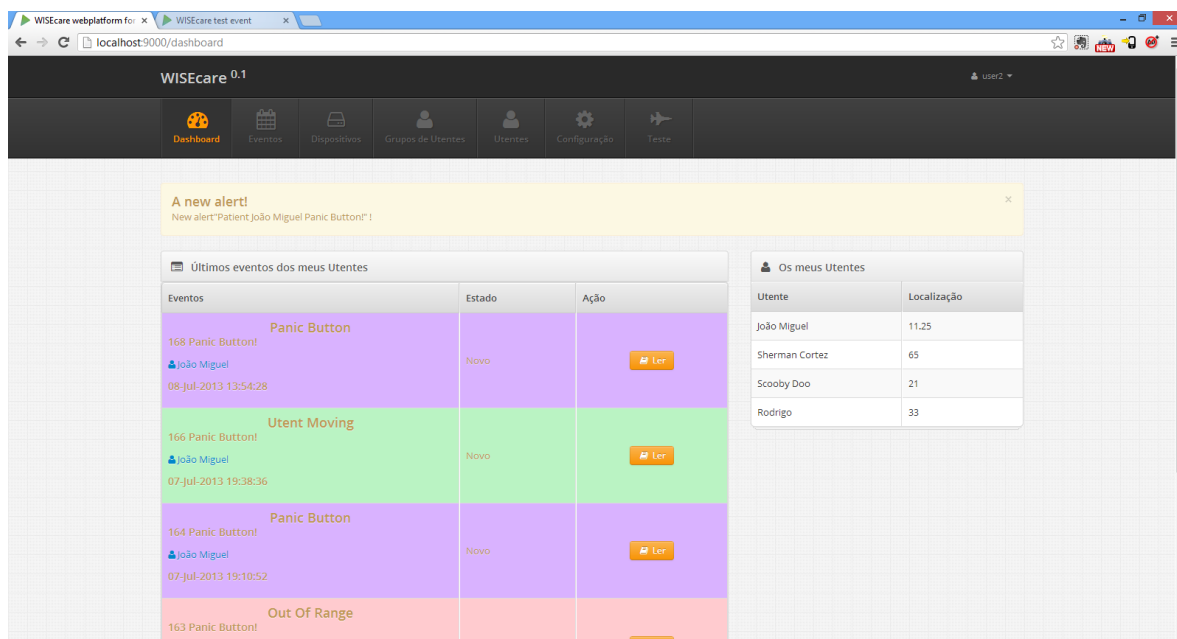 WISEcare webplatform for
WISEcare test event
localhost:9000/dashboard
NEW
WISEcare 0.1
user2
Dashboard
Eventos
Dispositivos
Grupos de Utentes
Utentes
Configuração
Teste
A new alert!
New alert"Patient João Miguel Panic Button!" !
Últimos eventos dos meus Utentes
Eventos Estado Ação
Panic Button
168 Panic Button!
João Miguel
Novo
Ler
08-Jul-2013 13:54:28
Utent Moving
166 Panic Button!
João Miguel
Novo
Ler
07-Jul-2013 19:38:36
Panic Button
164 Panic Button!
João Miguel
Novo
Ler
07-Jul-2013 19:10:52
Out Of Range
163 Panic Button!
Os meus Utentes
Utente Localização
João Miguel 11.25
Sherman Cortez 65
Scooby Doo 21
Rodrigo 33